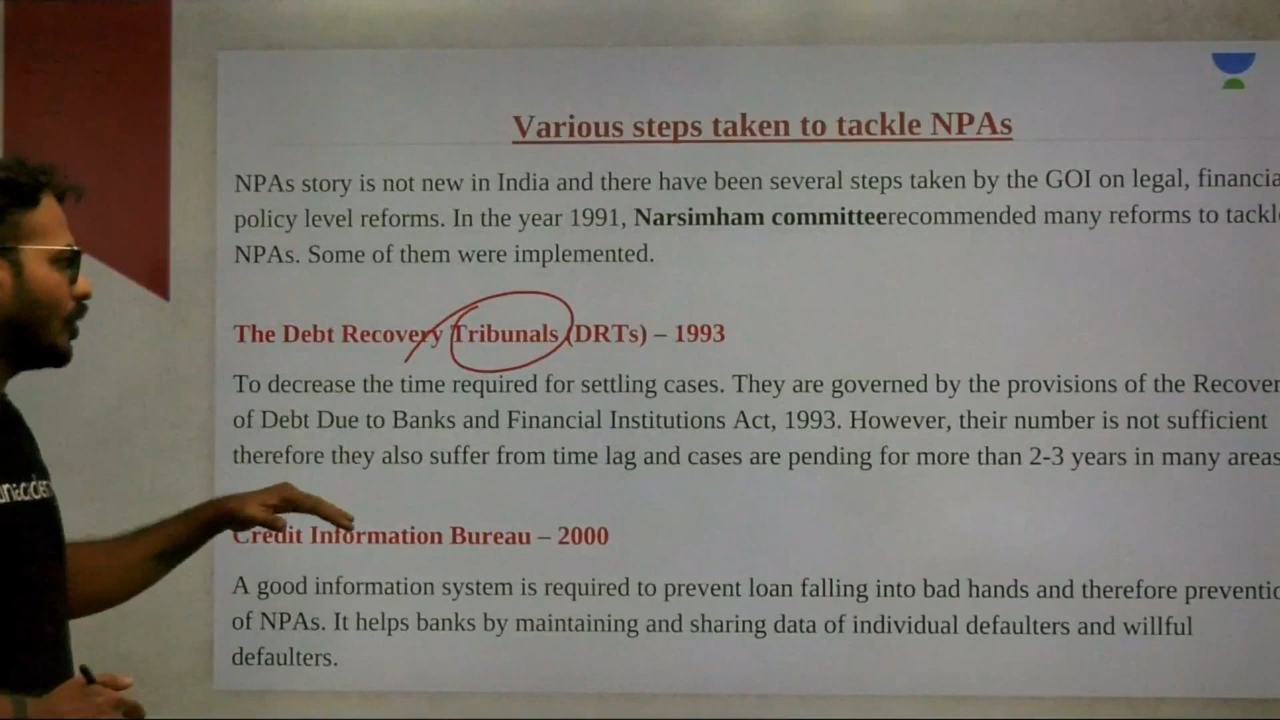 Various steps taken to tackle NPAs
NPAs story is not new in India and there have been several steps taken by the GOI on legal, financia
policy level reforms. In the year 1991, Narsimham committeerecommended many reforms to tackle
NPAs. Some of them were implemented.
The Debt Recovery Tribunals (DRTs) – 1993
To decrease the time required for settling cases. They are governed by the provisions of the Recover
of Debt Due to Banks and Financial Institutions Act, 1993. However, their number is not sufficient
therefore they also suffer from time lag and cases are pending for more than 2-3 years in many areas
Credit Information Bureau – 2000
A good information system is required to prevent loan falling into bad hands and therefore preventio
of NPAs. It helps banks by maintaining and sharing data of individual defaulters and willful
defaulters.